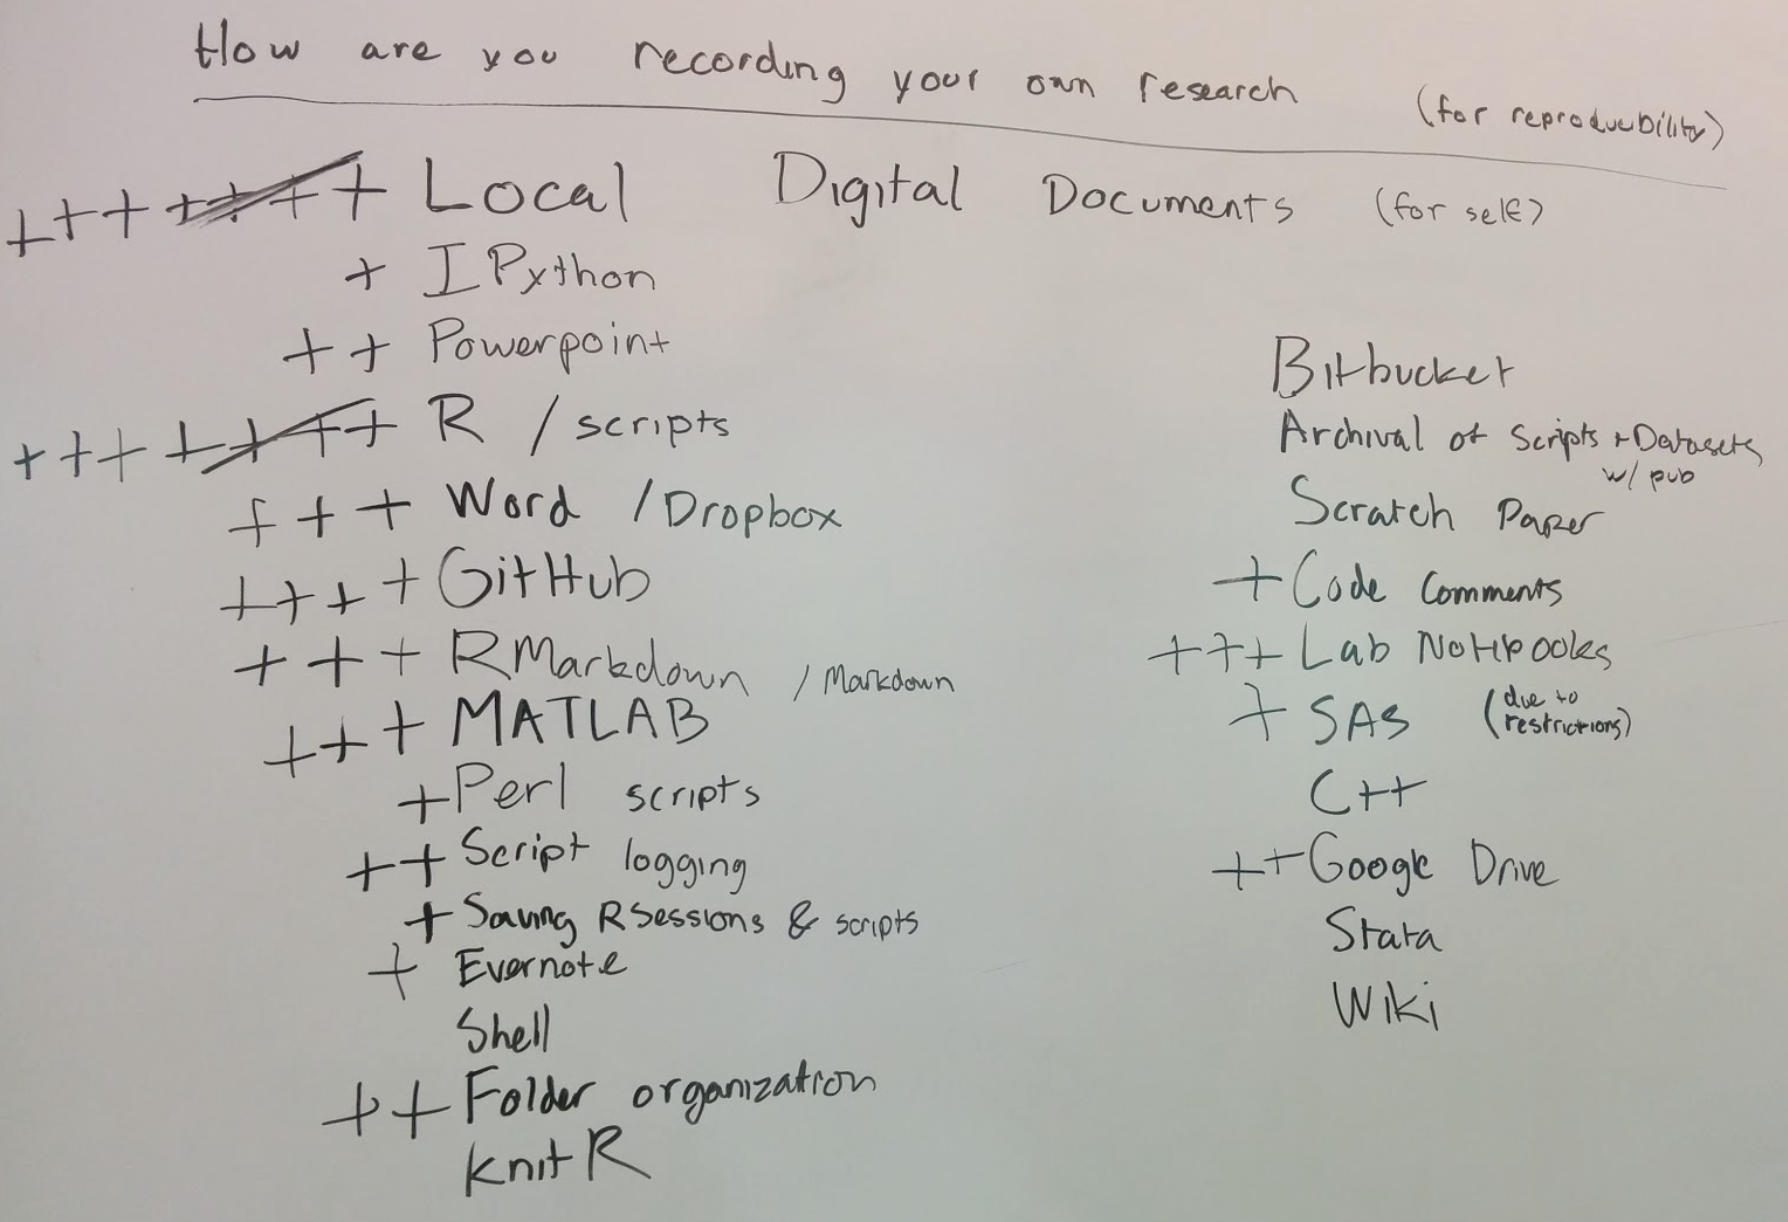 How are you recording your own research (for reproducibility)
+++ ++++ Local Digital Documents (for self)
+ IPython
++ Powerpoint
+++ ++++ R / scripts
+++ Word / Dropbox
++++ GitHub
+++ RMarkdown / Markdown
+++ MATLAB
+ Perl scripts
++ Script logging
+ Saving R Sessions & scripts
+ Evernote
Shell
++ Folder organization
knitR
Bitbucket
Archival of Scripts + Datasets
w/ pub
Scratch Paper
+ Code Comments
+++ Lab Notebooks
+ SAS (due to
restrictions)
C++
++ Google Drive
Stata
Wiki